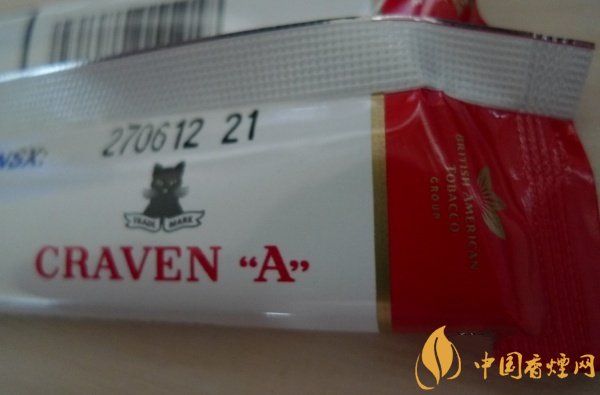 NSX:
270612 21
TRADE MARK
CRAVEN “A”
BRITISH AMERICAN
TOBACCO
GROUP
中国香烟网